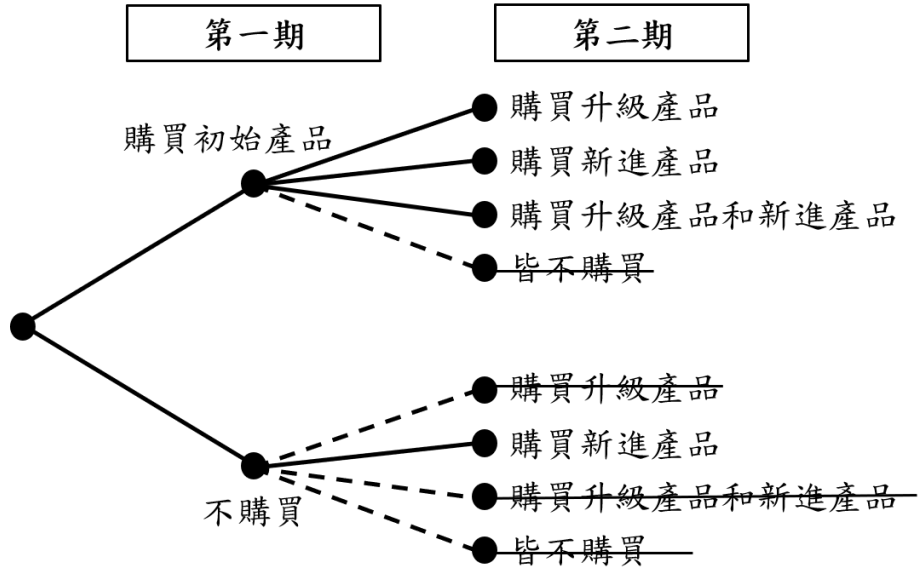 第一期
第二期
購買初始產品
購買升級產品
購買新進產品
購買升級產品和新進產品
皆不購買
不購買
購買升級產品
購買新進產品
購買升級產品和新進產品
皆不購買